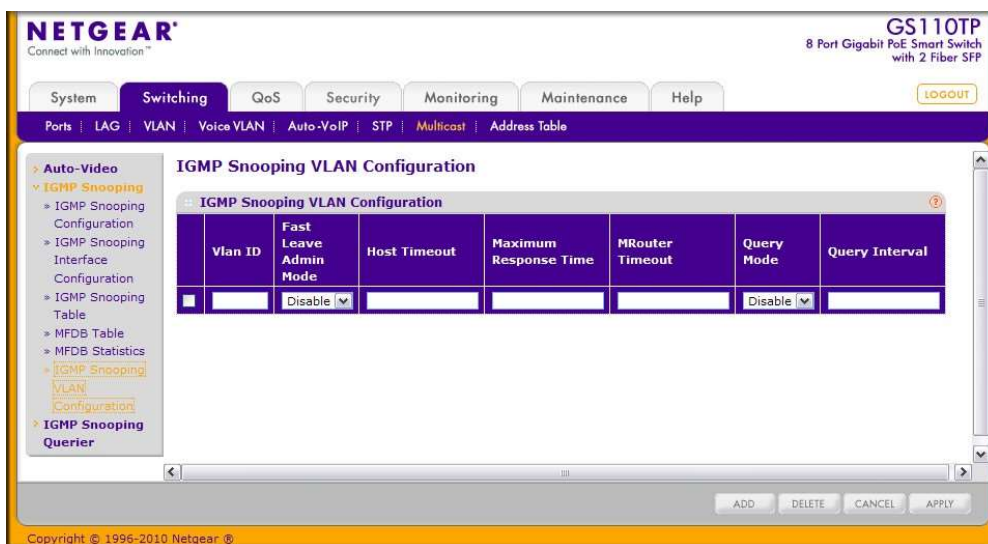 NETGEAR®
Connect with Innovation™
GS110TP
8 Port Gigabit PoE Smart Switch
with 2 Fiber SFP
System Switching QoS Security Monitoring Maintenance Help LOGOUT
Ports LAG VLAN Voice VLAN Auto-VoIP STP Multicast Address Table
Auto-Video
IGMP Snooping
IGMP Snooping
Configuration
IGMP Snooping
Interface
Configuration
IGMP Snooping
Table
MFDB Table
MFDB Statistics
IGMP Snooping
VLAN
Configuration
IGMP Snooping
Querier
IGMP Snooping VLAN Configuration
IGMP Snooping VLAN Configuration ?
Vlan ID
Fast
Leave
Admin
Mode
Host Timeout
Maximum
Response Time
MRouter
Timeout
Query
Mode
Query Interval
Disable Disable
ADD DELETE CANCEL APPLY
Copyright © 1996-2010 Netgear ®